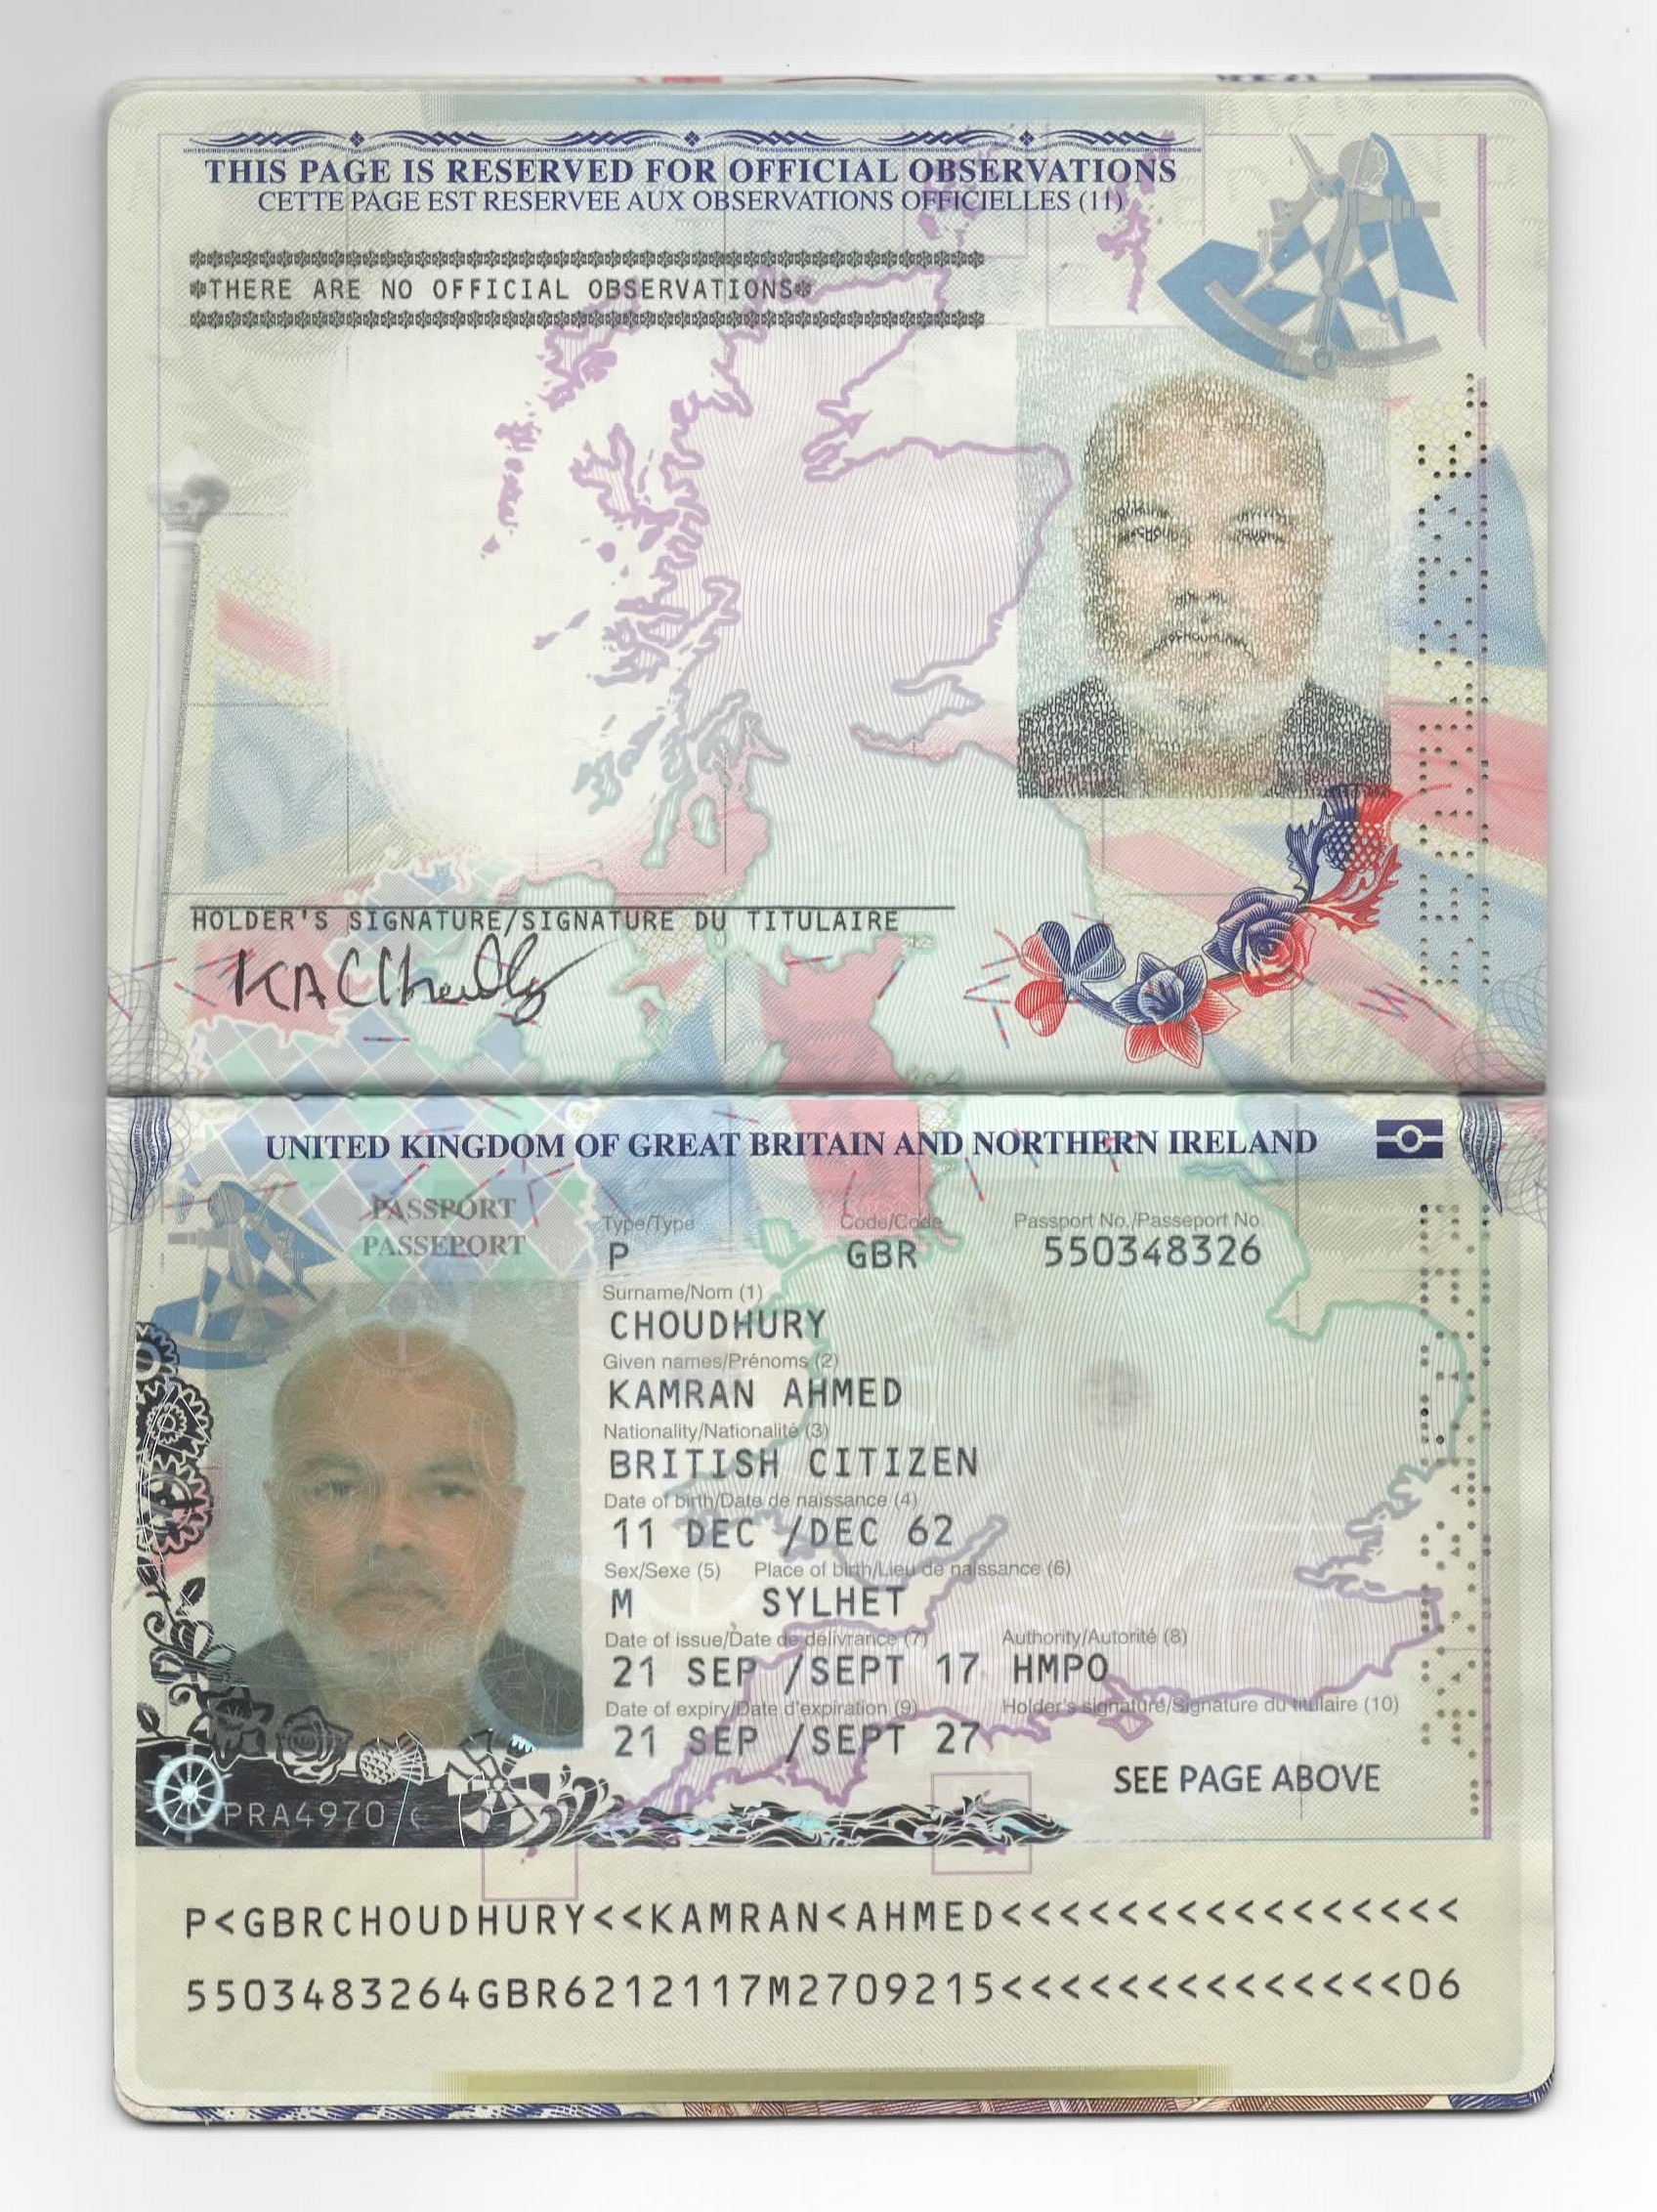 THIS PAGE IS RESERVED FOR OFFICIAL OBSERVATIONS
CETTE PAGE EST RESERVEE AUX OBSERVATIONS OFFICIELLES (11)
*THERE ARE NO OFFICIAL OBSERVATIONS*
HOLDER'S SIGNATURE/SIGNATURE DU TITULAIRE
UNITED KINGDOM OF GREAT BRITAIN AND NORTHERN IRELAND
PASSPORT
PASSEPORT
Type/Type Code/Code Passport No./Passeport No.
P GBR 550348326
Surname/Nom (1)
CHOUDHURY
Given names/Prénoms (2)
KAMRAN AHMED
Nationality/Nationalité (3)
BRITISH CITIZEN
Date of birth/Date de naissance (4)
11 DEC /DEC 62
Sex/Sexe (5) Place of birth/Lieu de naissance (6)
M SYLHET
Date of issue/Date de delivrance (7) Authority/Autorité (8)
21 SEP /SEPT 17 HMPO
Date of expiry/Date d'expiration (9) Holder's signature/Signature du titulaire (10)
21 SEP /SEPT 27
SEE PAGE ABOVE
PRA4970
P<GBRCHOUDHURY<<KAMRAN<AHMED<<<<<<<<<<<<<<<<
5503483264GBR6212117M2709215<<<<<<<<<<<<<<06